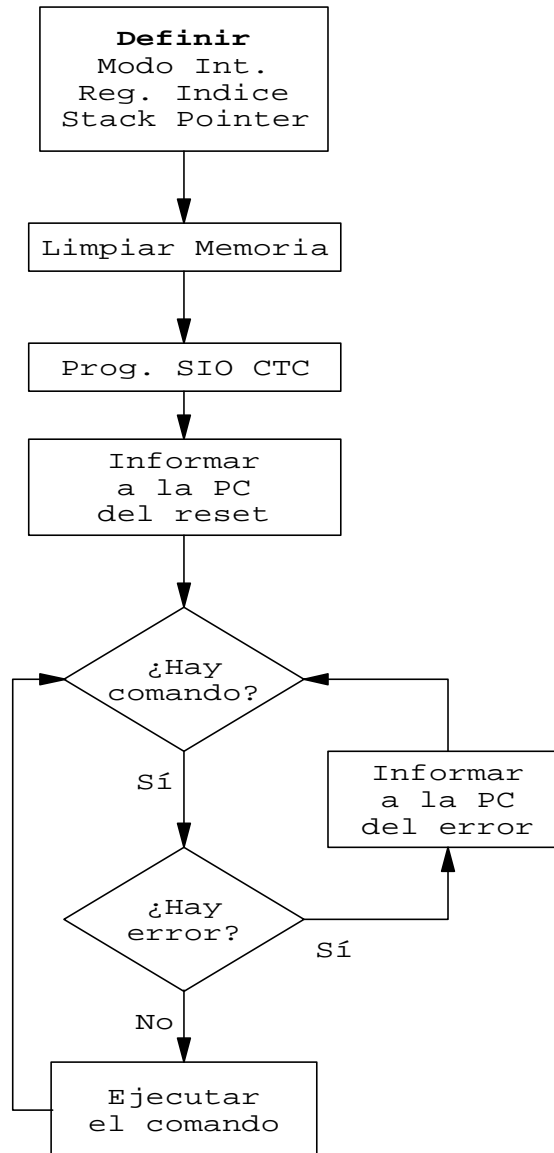 Definir
Modo Int.
Reg. Indice
Stack Pointer
Limpiar Memoria
Prog. SIO CTC
Informar
a la PC
del reset
¿Hay
comando?
Sí
Informar
a la PC
del error
¿Hay
error?
Sí
No
Ejecutar
el comando